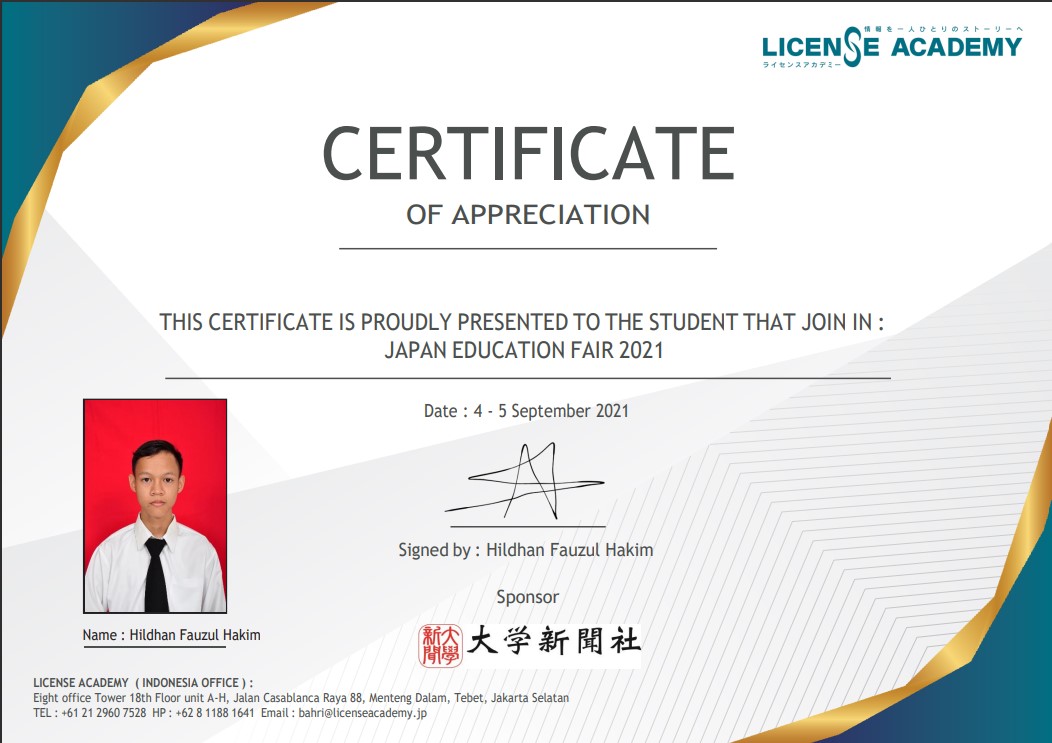 情報を一人ひとりのストーリーへ
LICENSE ACADEMY
ライセンスアカデミー
CERTIFICATE
OF APPRECIATION
THIS CERTIFICATE IS PROUDLY PRESENTED TO THE STUDENT THAT JOIN IN :
JAPAN EDUCATION FAIR 2021
Date : 4 - 5 September 2021
Signed by : Hildhan Fauzul Hakim
Sponsor
大學新聞
大学新聞社
Name : Hildhan Fauzul Hakim
LICENSE ACADEMY ( INDONESIA OFFICE ) :
Eight office Tower 18th Floor unit A-H, Jalan Casablanca Raya 88, Menteng Dalam, Tebet, Jakarta Selatan
TEL : +61 21 2960 7528 HP : +62 8 1188 1641 Email : bahri@licenseacademy.jp